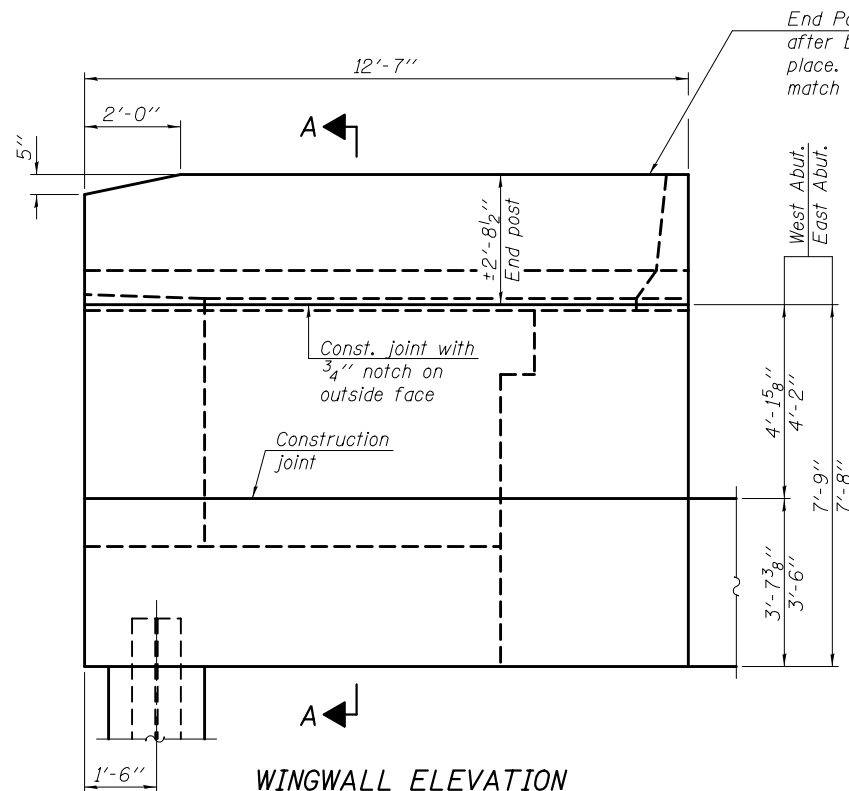 End
after
place.
match
12'-7"
2'-0"
A
5"
West Abut.
East Abut.
±2'-8½"
End post
Const. joint with
¾" notch on
outside face
4'-1⅝"
4'-2"
Construction
joint
7'-9"
7'-8"
3'-7⅜"
3'-6"
A
1'-6"
WINGWALL ELEVATION